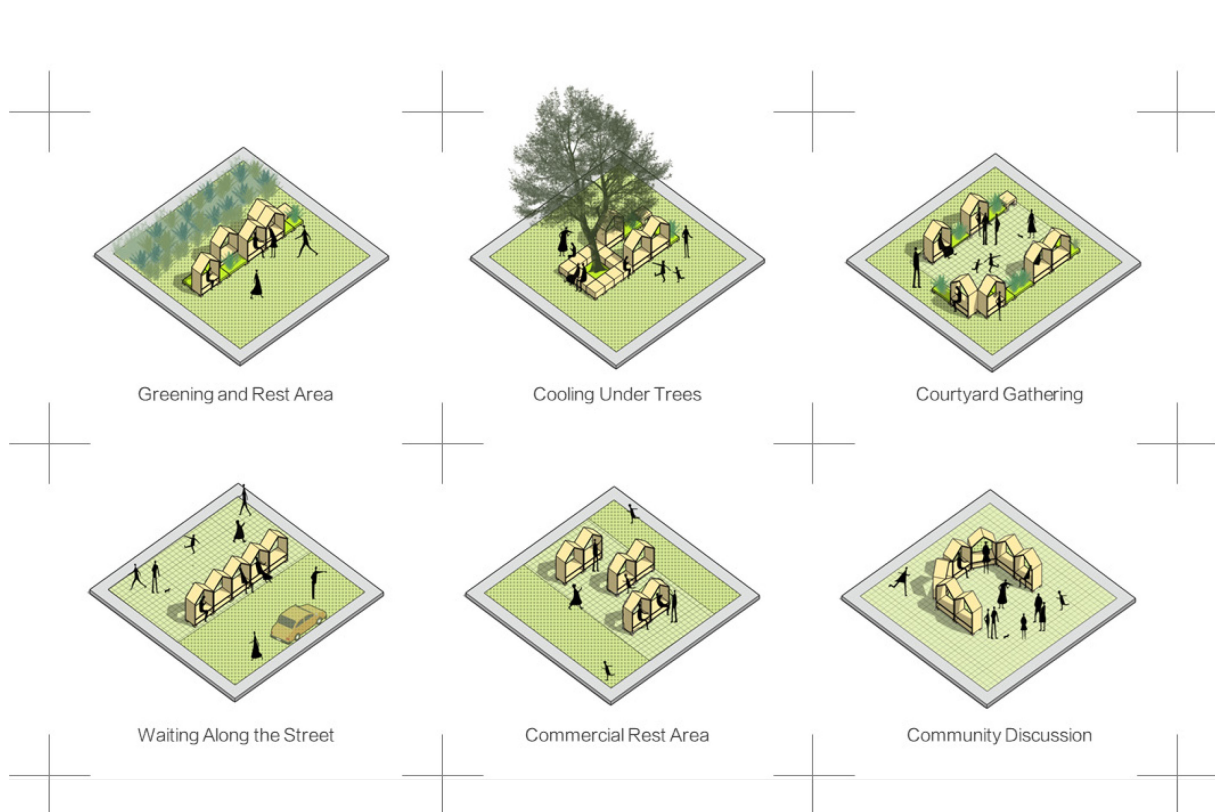 Greening and Rest Area
Cooling Under Trees
Courtyard Gathering
Waiting Along the Street
Commercial Rest Area
Community Discussion